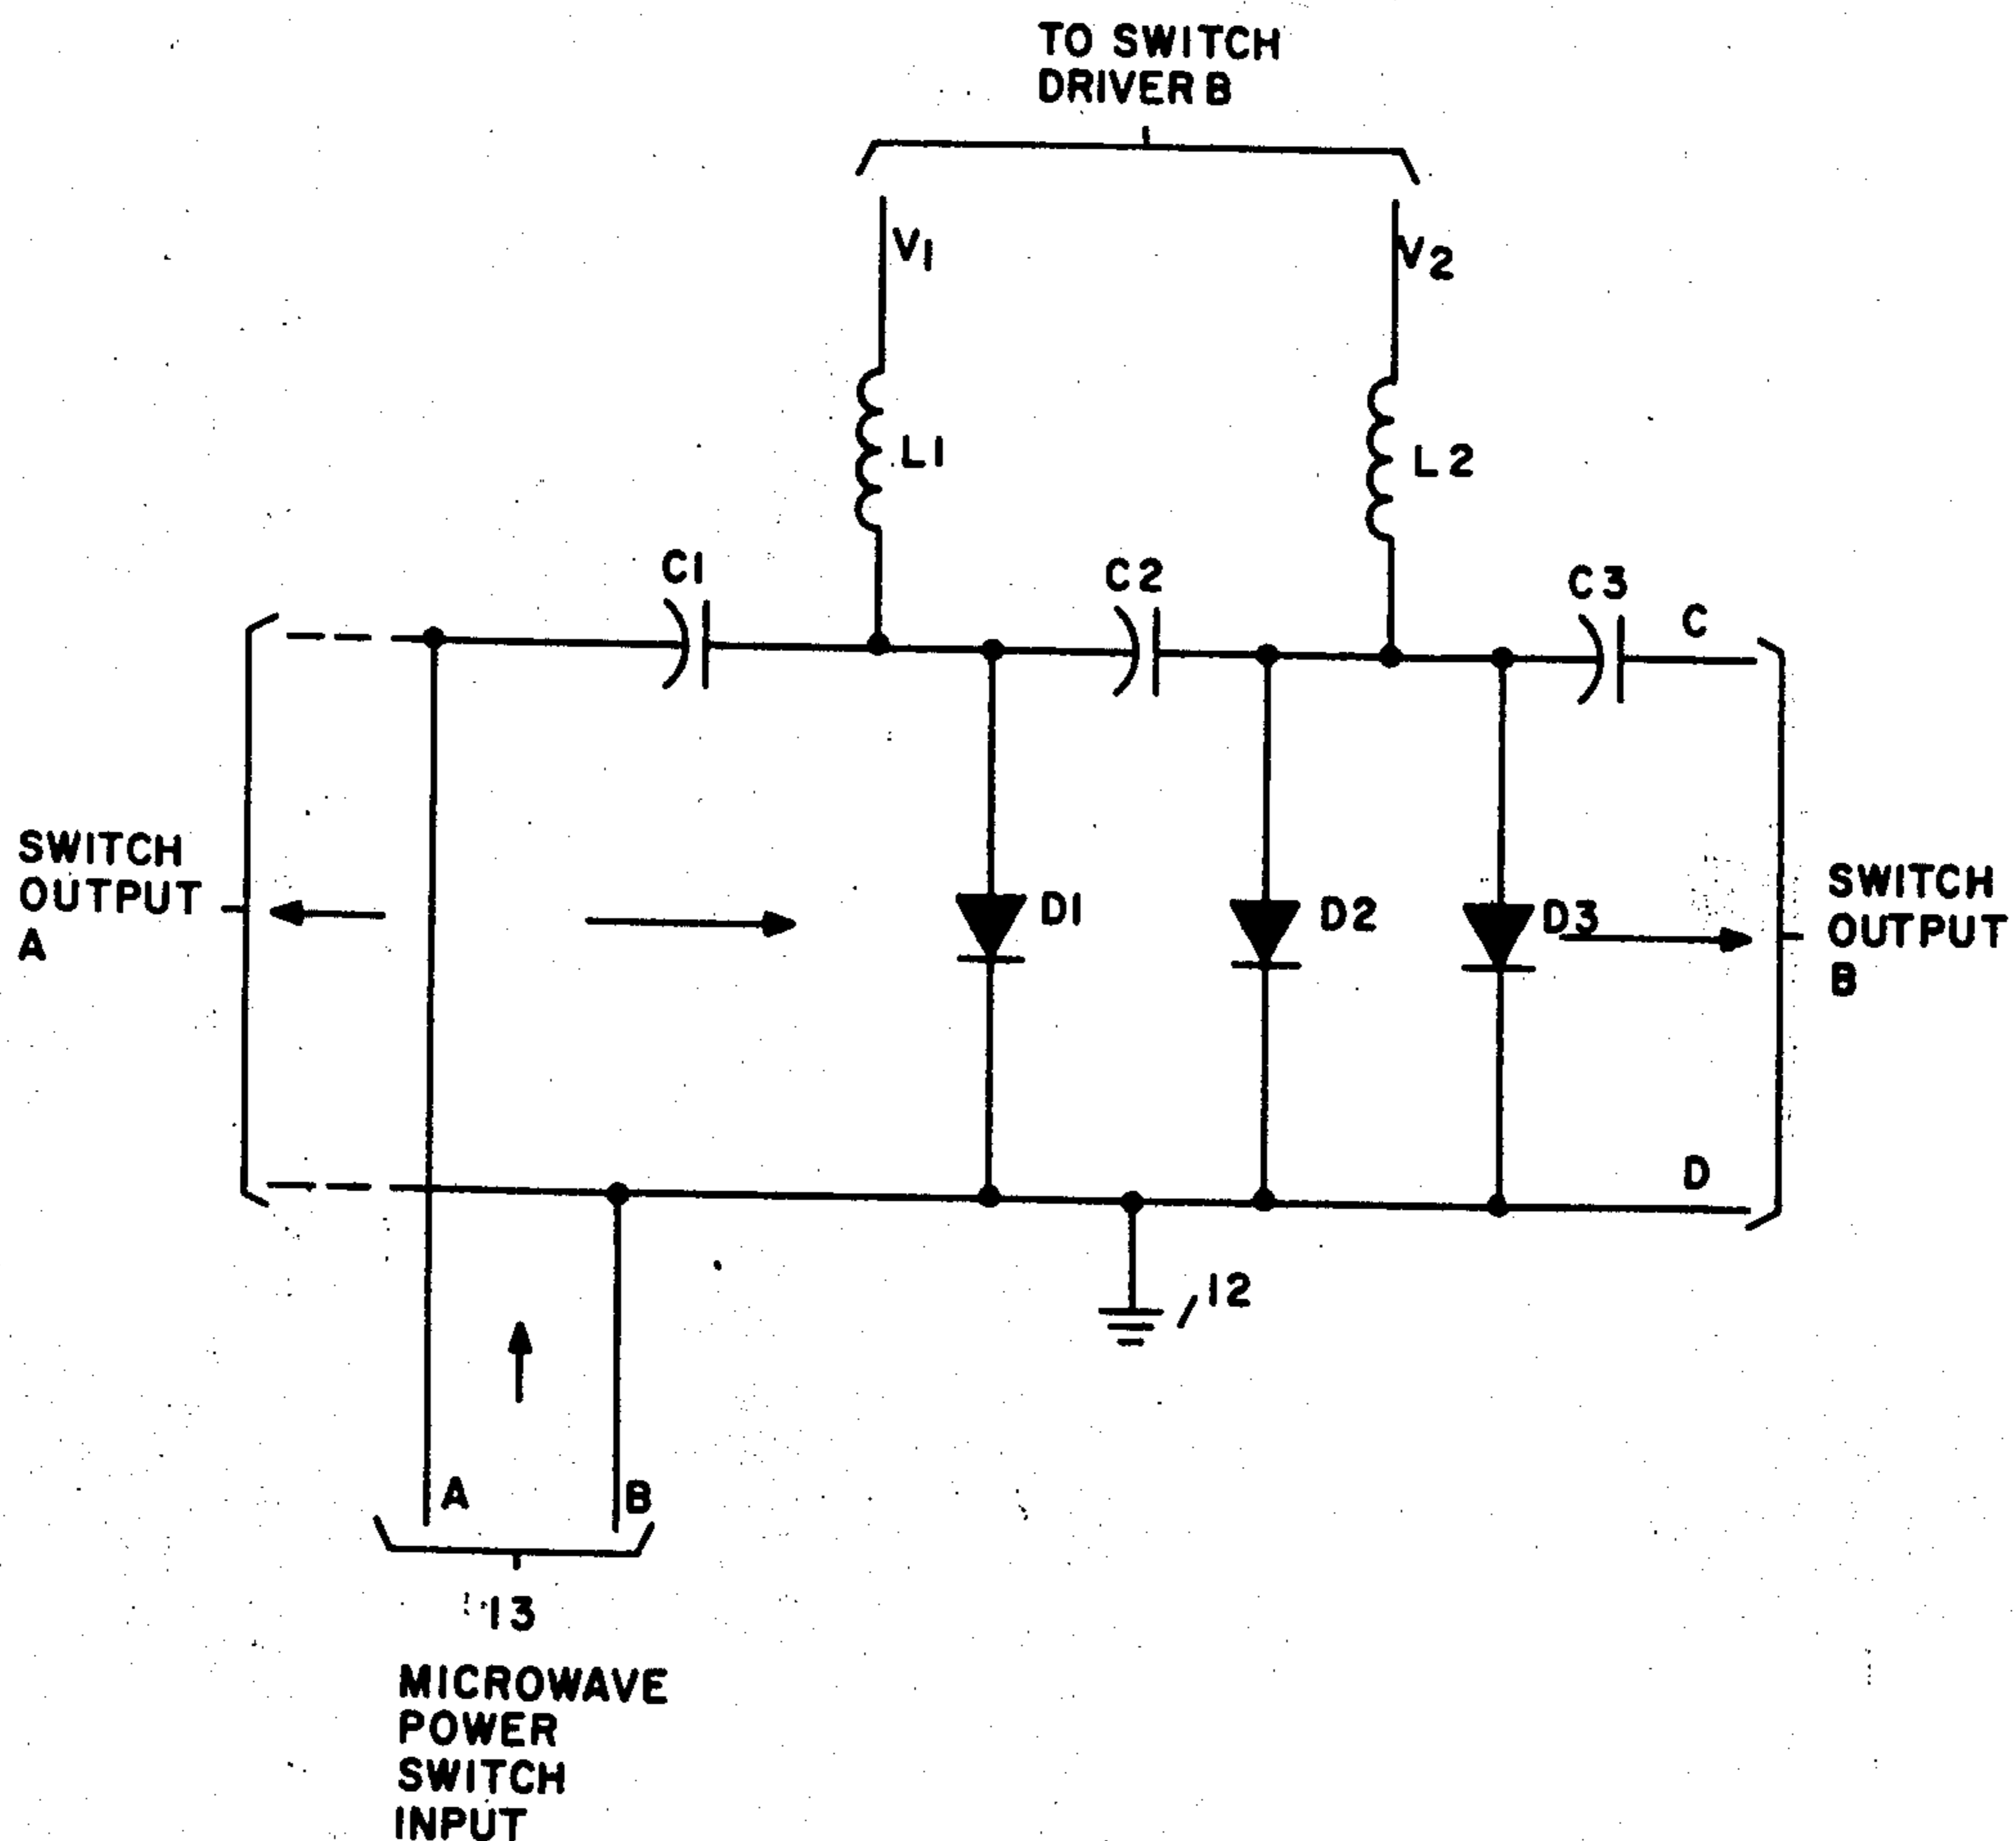 TO SWITCH
DRIVER B
V1
V2
L1
L2
C1
C2
C3
C
SWITCH
OUTPUT
A
D1
D2
D3
SWITCH
OUTPUT
B
D
12
A
B
13
MICROWAVE
POWER
SWITCH
INPUT